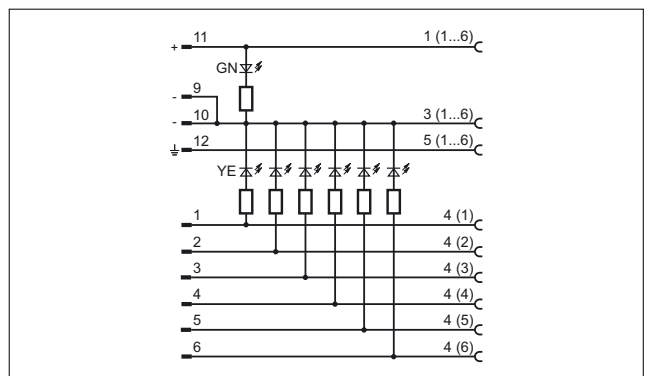 + 11 1 (1...6)
GN
- 9
- 10 3 (1...6)
12 5 (1...6)
YE
1 4 (1)
2 4 (2)
3 4 (3)
4 4 (4)
5 4 (5)
6 4 (6)